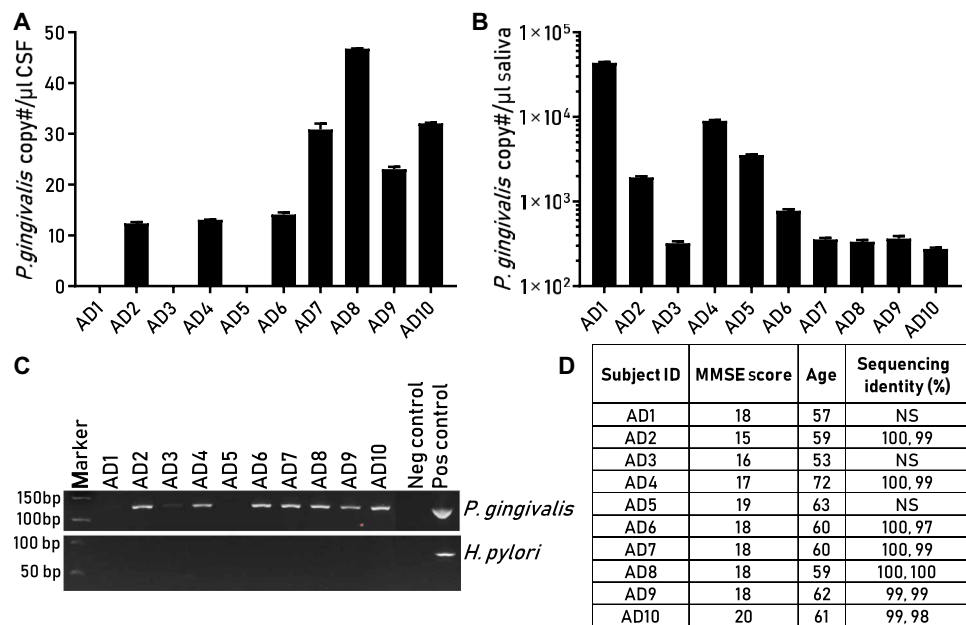 A
P.gingivalis copy#/µl CSF
50
40
30
20
10
0
AD1 AD2 AD3 AD4 AD5 AD6 AD7 AD8 AD9 AD10
B
P. gingivalis copy#/µl saliva
1×10⁵
1×10⁴
1×10³
1×10²
AD1 AD2 AD3 AD4 AD5 AD6 AD7 AD8 AD9 AD10
C
Marker AD1 AD2 AD3 AD4 AD5 AD6 AD7 AD8 AD9 AD10 Neg control Pos control
150bp
100bp
P. gingivalis
100 bp
50 bp
H. pylori
D
Subject ID MMSE score Age Sequencing identity (%)
AD1 18 57 NS
AD2 15 59 100, 99
AD3 16 53 NS
AD4 17 72 100, 99
AD5 19 63 NS
AD6 18 60 100, 97
AD7 18 60 100, 99
AD8 18 59 100, 100
AD9 18 62 99, 99
AD10 20 61 99, 98